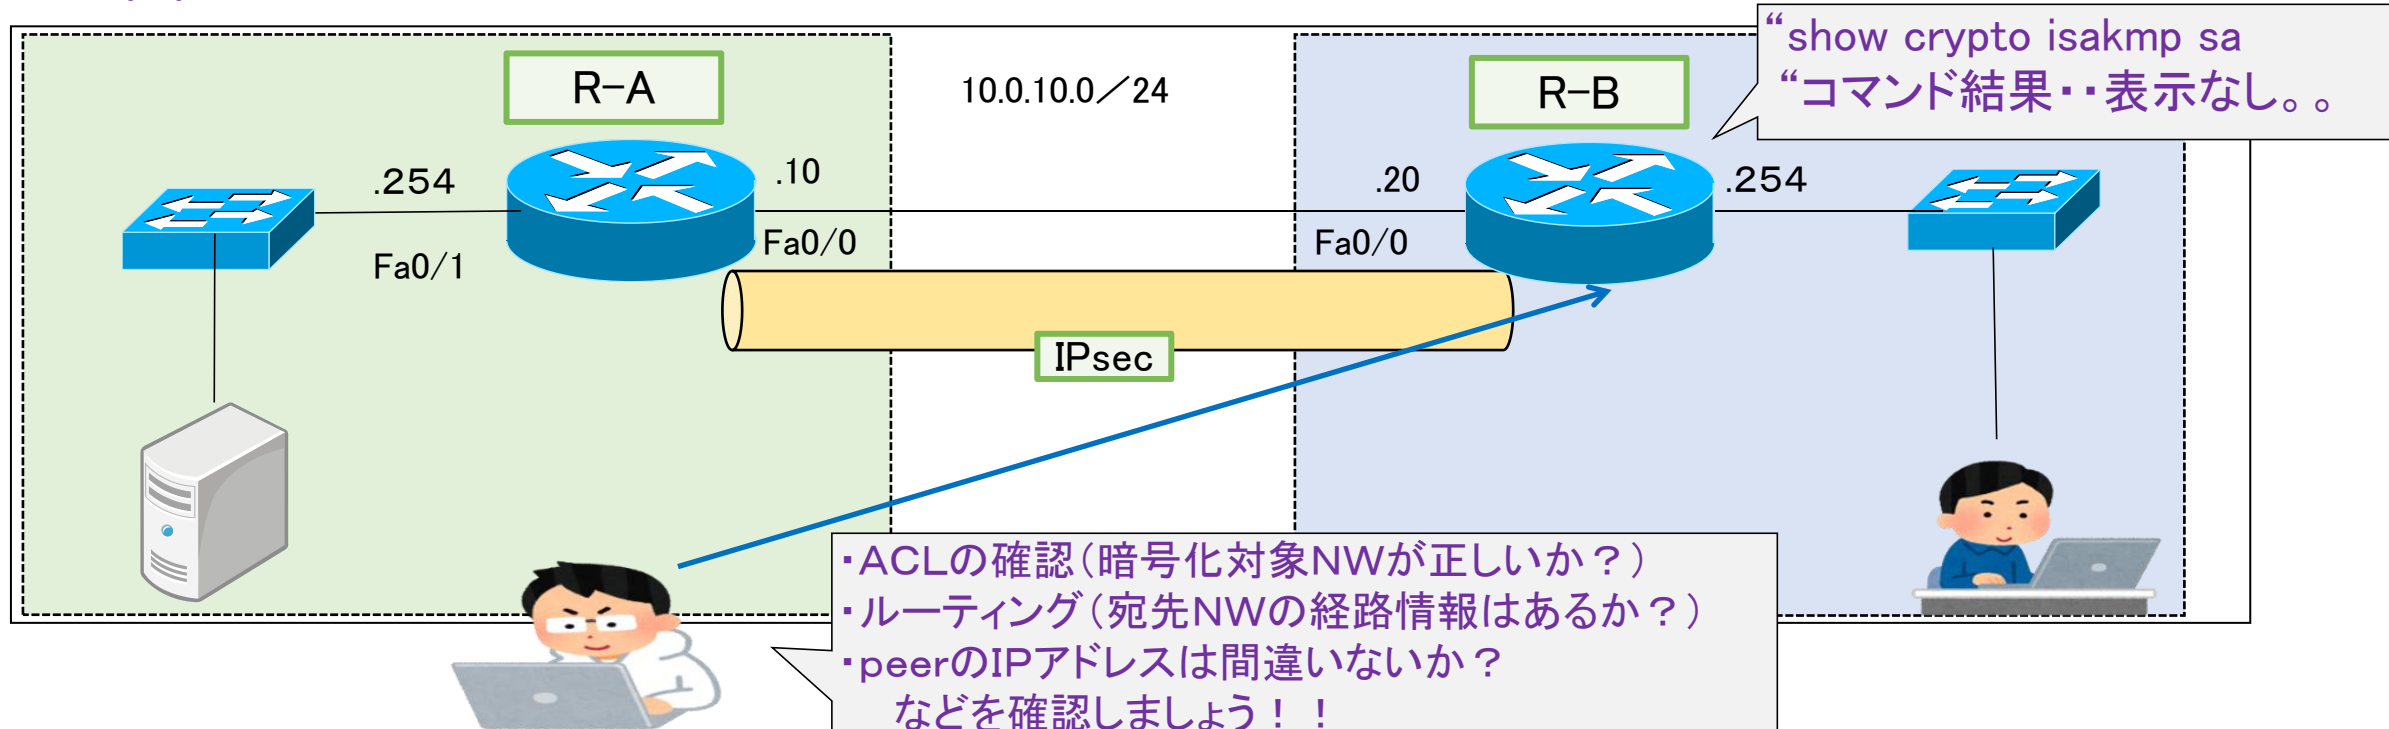 “show crypto isakmp sa
“コマンド結果・・表示なし。。
R-A
10.0.10.0／24
R-B
.254
.10
.20
.254
Fa0/1
Fa0/0
Fa0/0
IPsec
・ACLの確認（暗号化対象NWが正しいか？）
・ルーティング（宛先NWの経路情報はあるか？）
・peerのIPアドレスは間違いないか？
などを確認しましょう！！